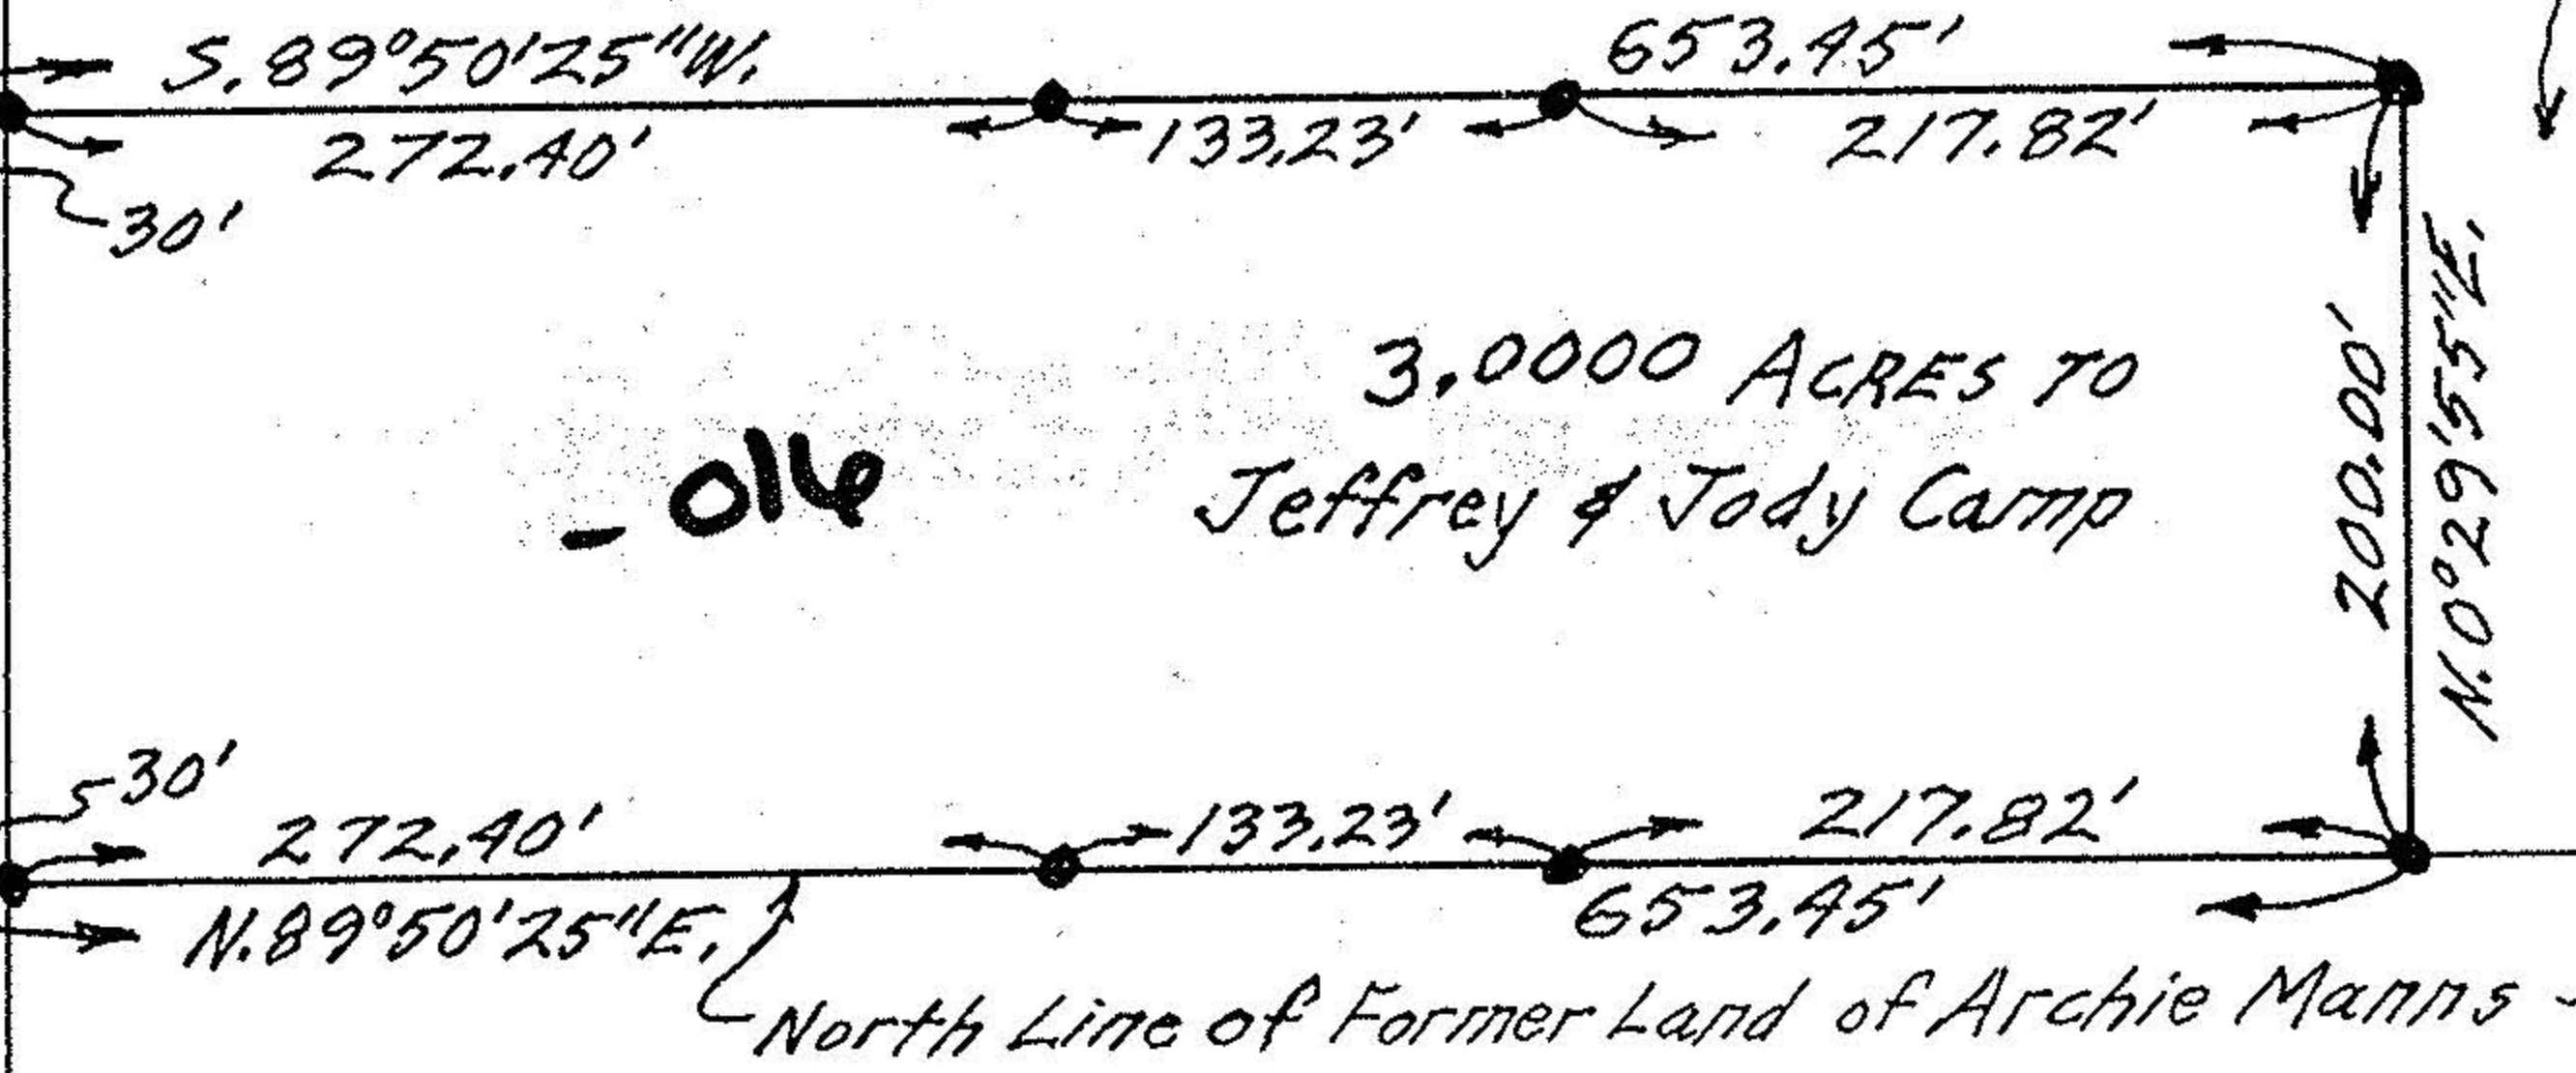 S. 89°50'25"W.
653.45'
272.40'
133.23'
217.82'
30'
3.0000 ACRES TO
Jeffrey & Jody Camp
- 016
200.00'
N. 0°29'55"E.
30'
272.40'
133.23'
217.82'
N. 89°50'25"E.
653.45'
North Line of Former Land of Archie Manns -